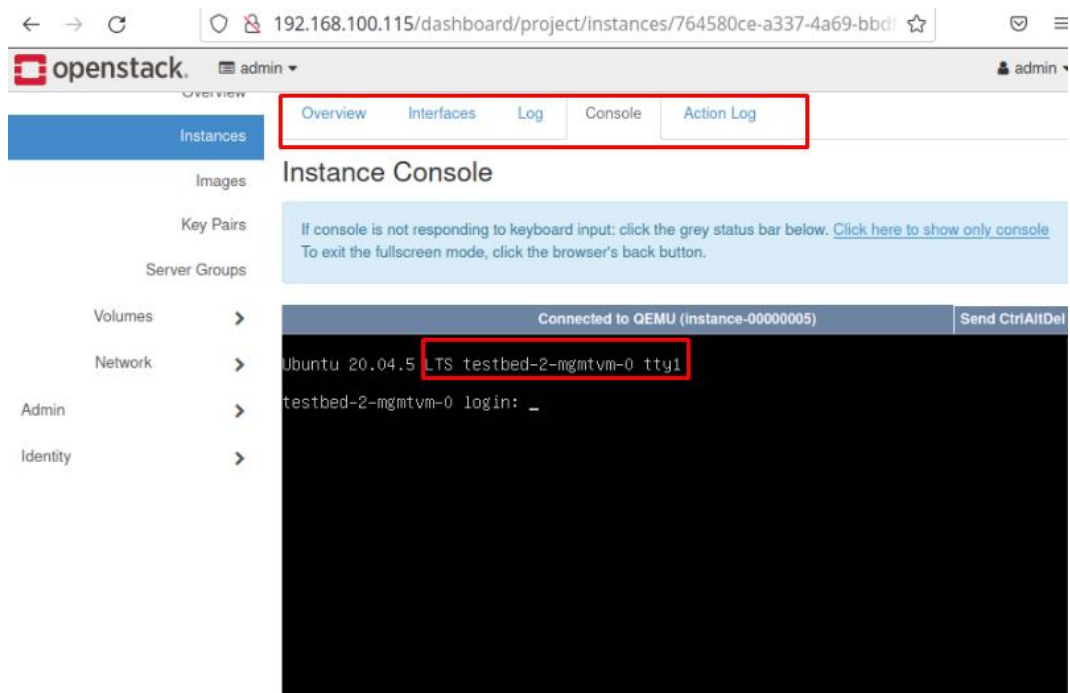 192.168.100.115/dashboard/project/instances/764580ce-a337-4a69-bbd
openstack. admin admin
Overview
Instances
Images
Key Pairs
Server Groups
Volumes
Network
Admin
Identity
Overview Interfaces Log Console Action Log
Instance Console
If console is not responding to keyboard input: click the grey status bar below. Click here to show only console
To exit the fullscreen mode, click the browser's back button.
Connected to QEMU (instance-00000005) Send CtrlAltDel
Ubuntu 20.04.5 LTS testbed-2-mgmtvm-0 tty1
testbed-2-mgmtvm-0 login: _